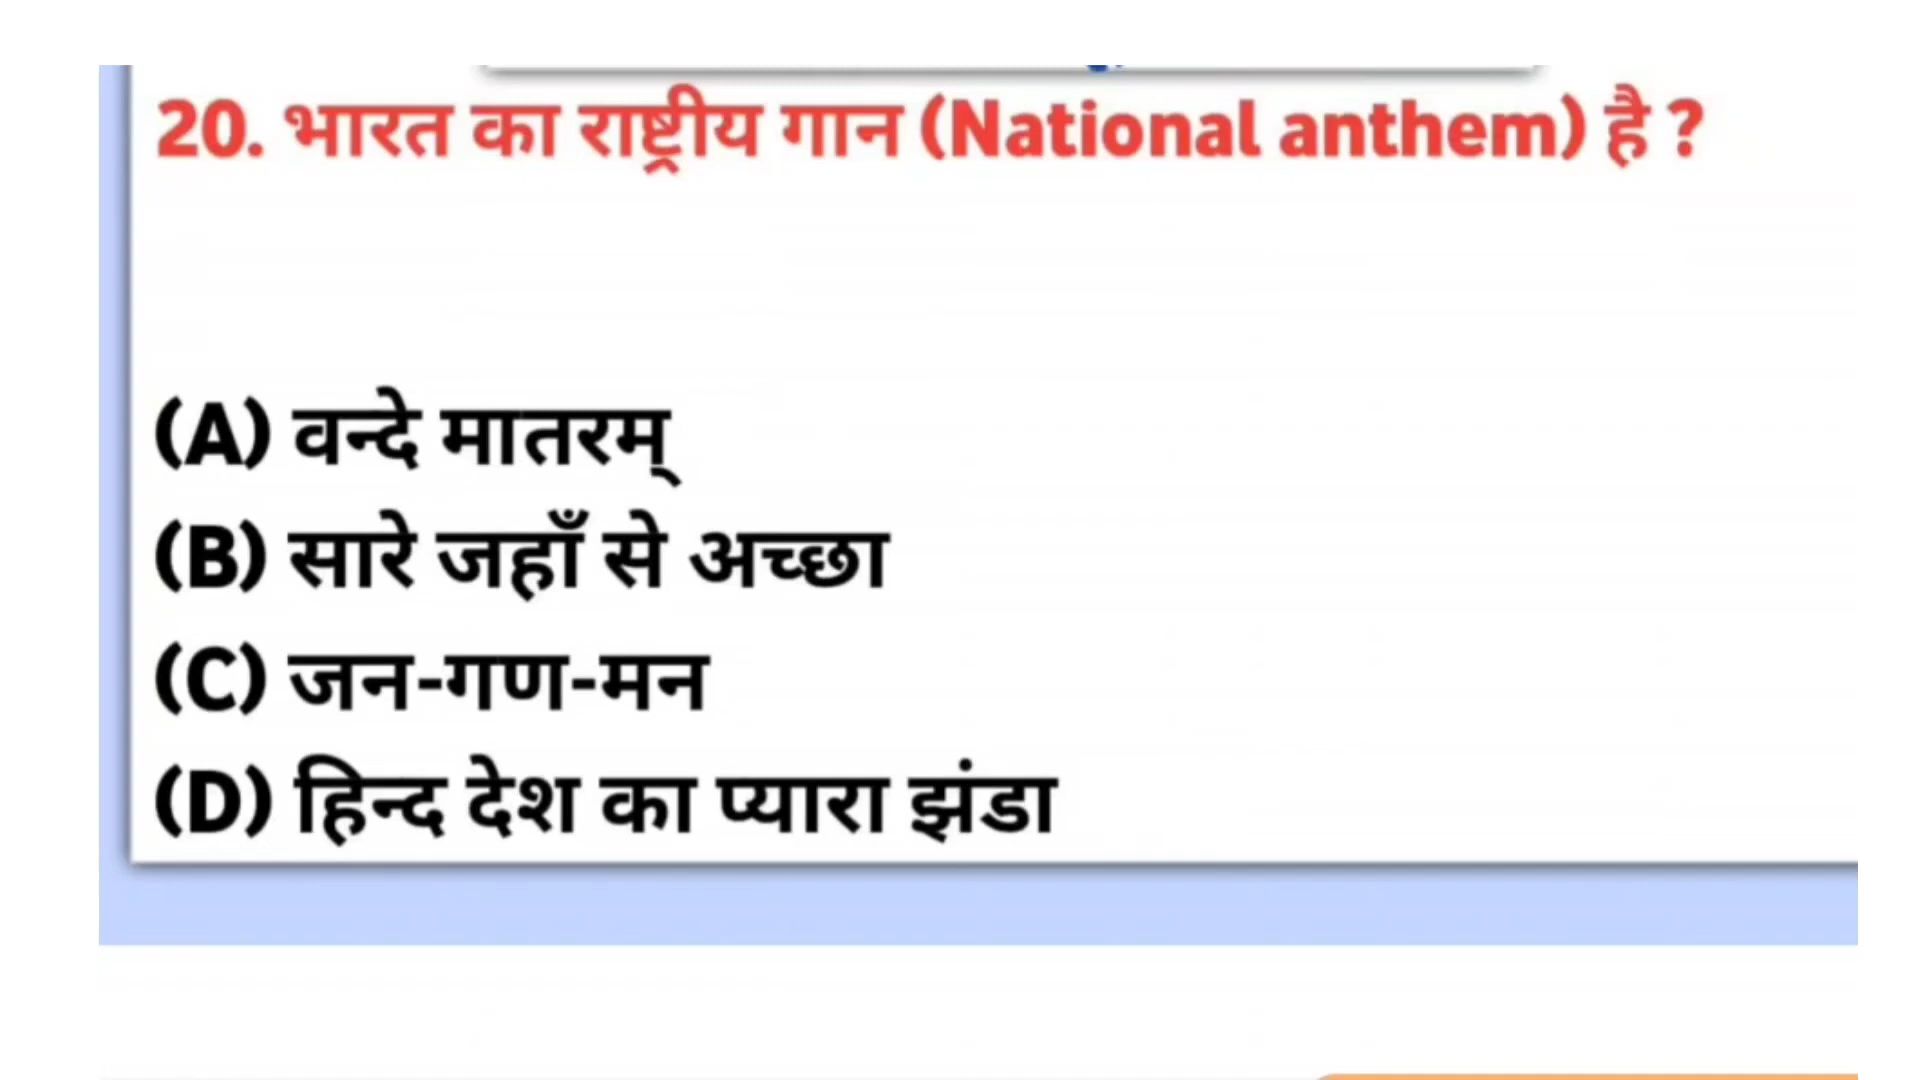 20. भारत का राष्ट्रीय गान (National anthem) है ?
(A) वन्दे मातरम्
(B) सारे जहाँ से अच्छा
(C) जन-गण-मन
(D) हिन्द देश का प्यारा झंडा